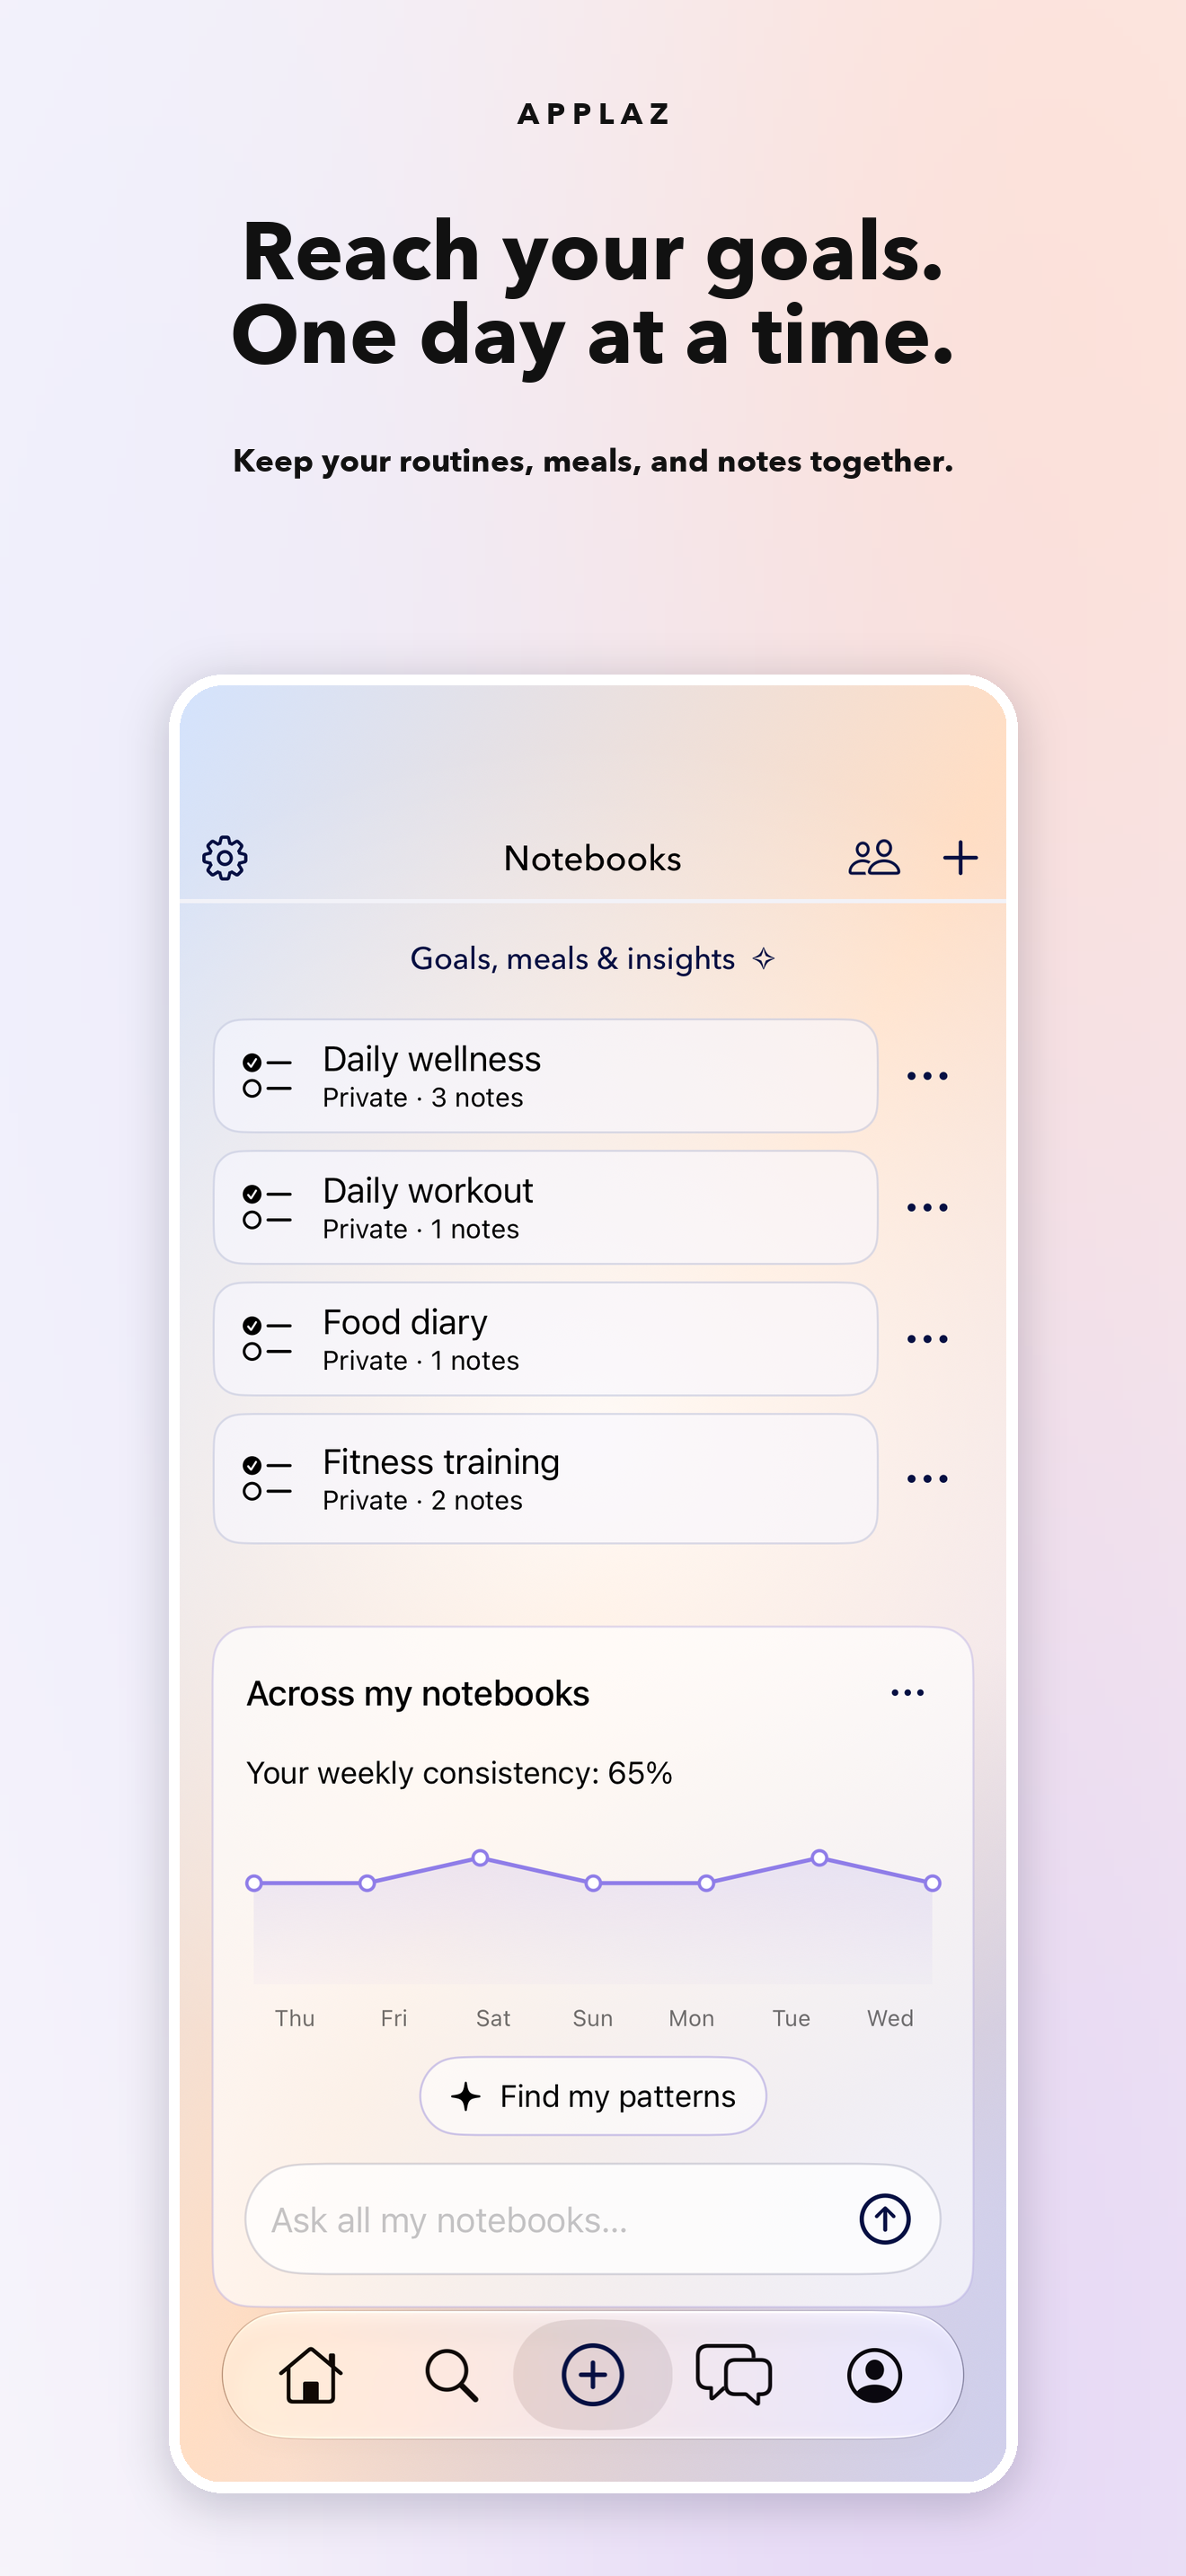 APPLAZ
Reach your goals.
One day at a time.
Keep your routines, meals, and notes together.
Notebooks
Goals, meals & insights
Daily wellness
Private · 3 notes
Daily workout
Private · 1 notes
Food diary
Private · 1 notes
Fitness training
Private · 2 notes
Across my notebooks
Your weekly consistency: 65%
Thu Fri Sat Sun Mon Tue Wed
Find my patterns
Ask all my notebooks...